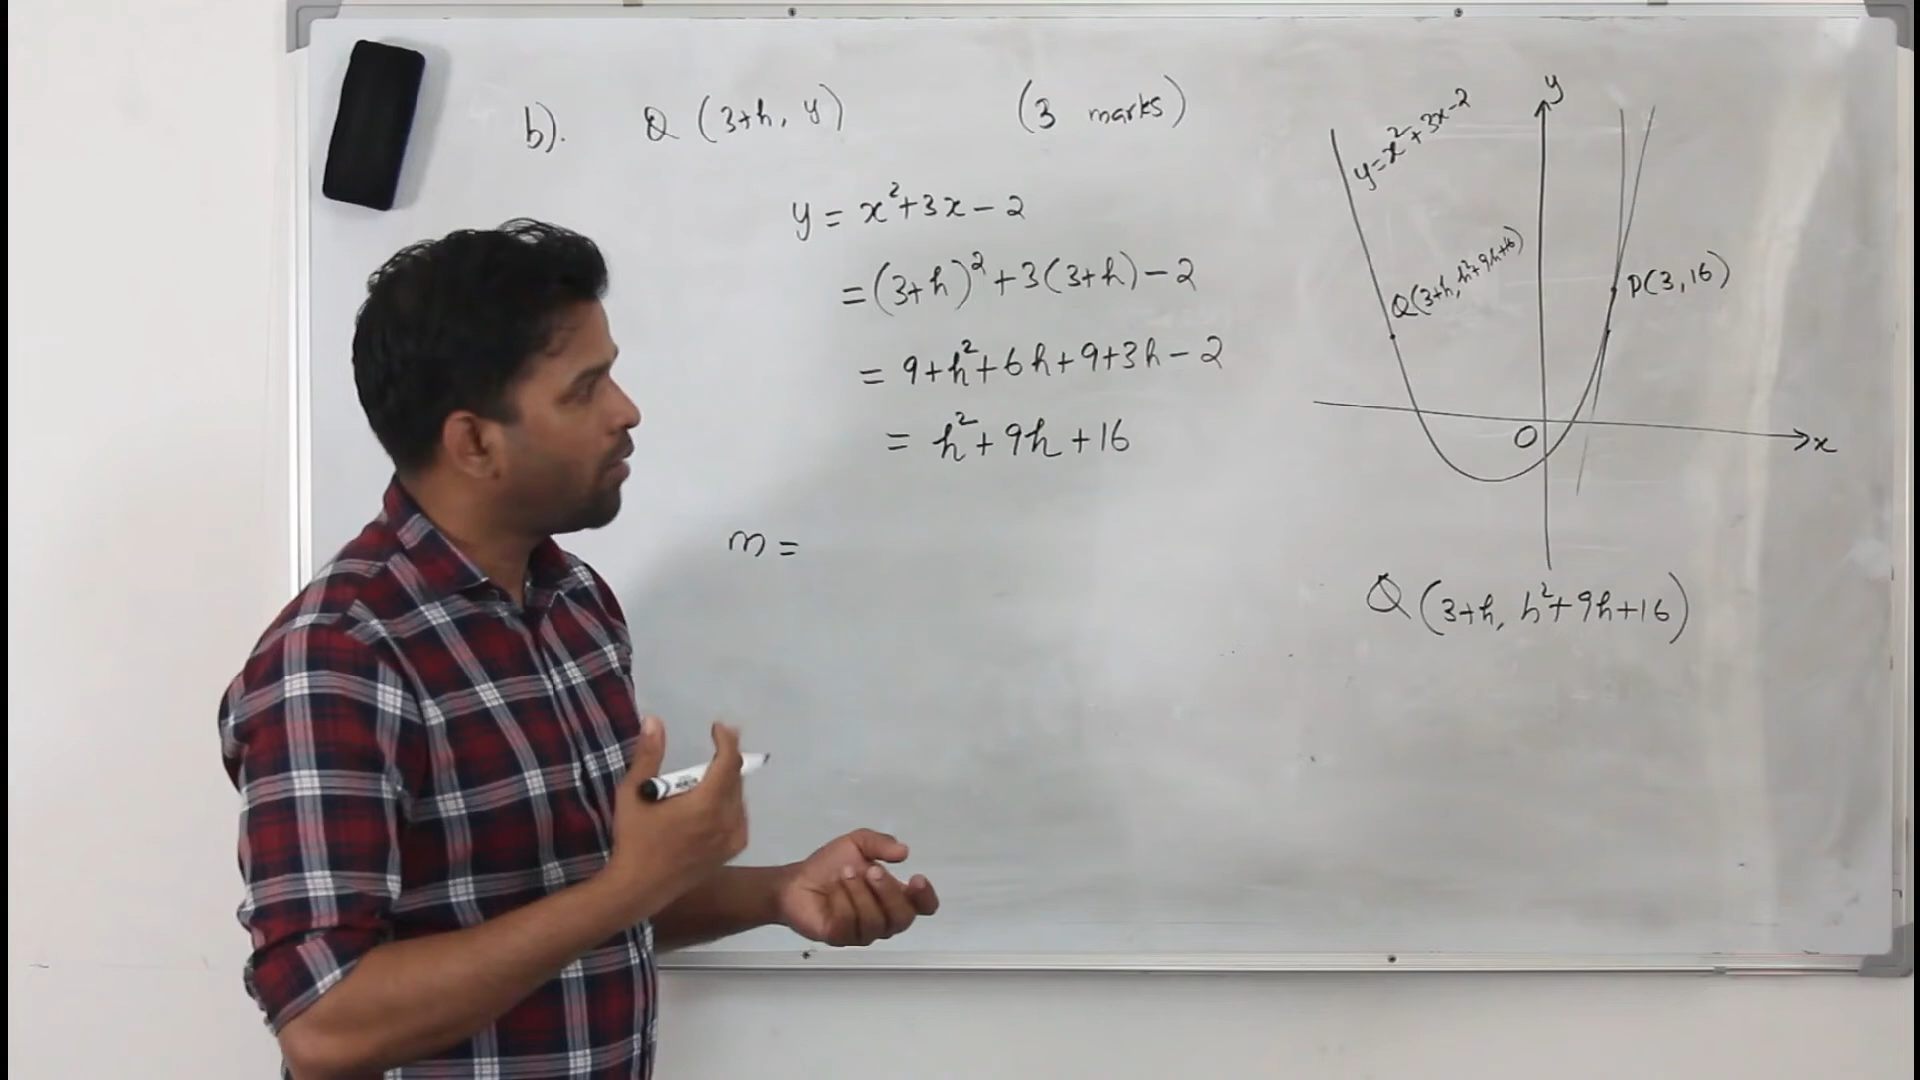 b). Q (3+h, y) (3 marks)
y = x²+3x-2
= (3+h)²+3(3+h)-2
= 9+h²+6h+9+3h-2
= h²+9h+16
m =
y
y=x²+3x-2
Q(3+h, h²+9h+16)
P(3,16)
O
x
Q (3+h, h²+9h+16)